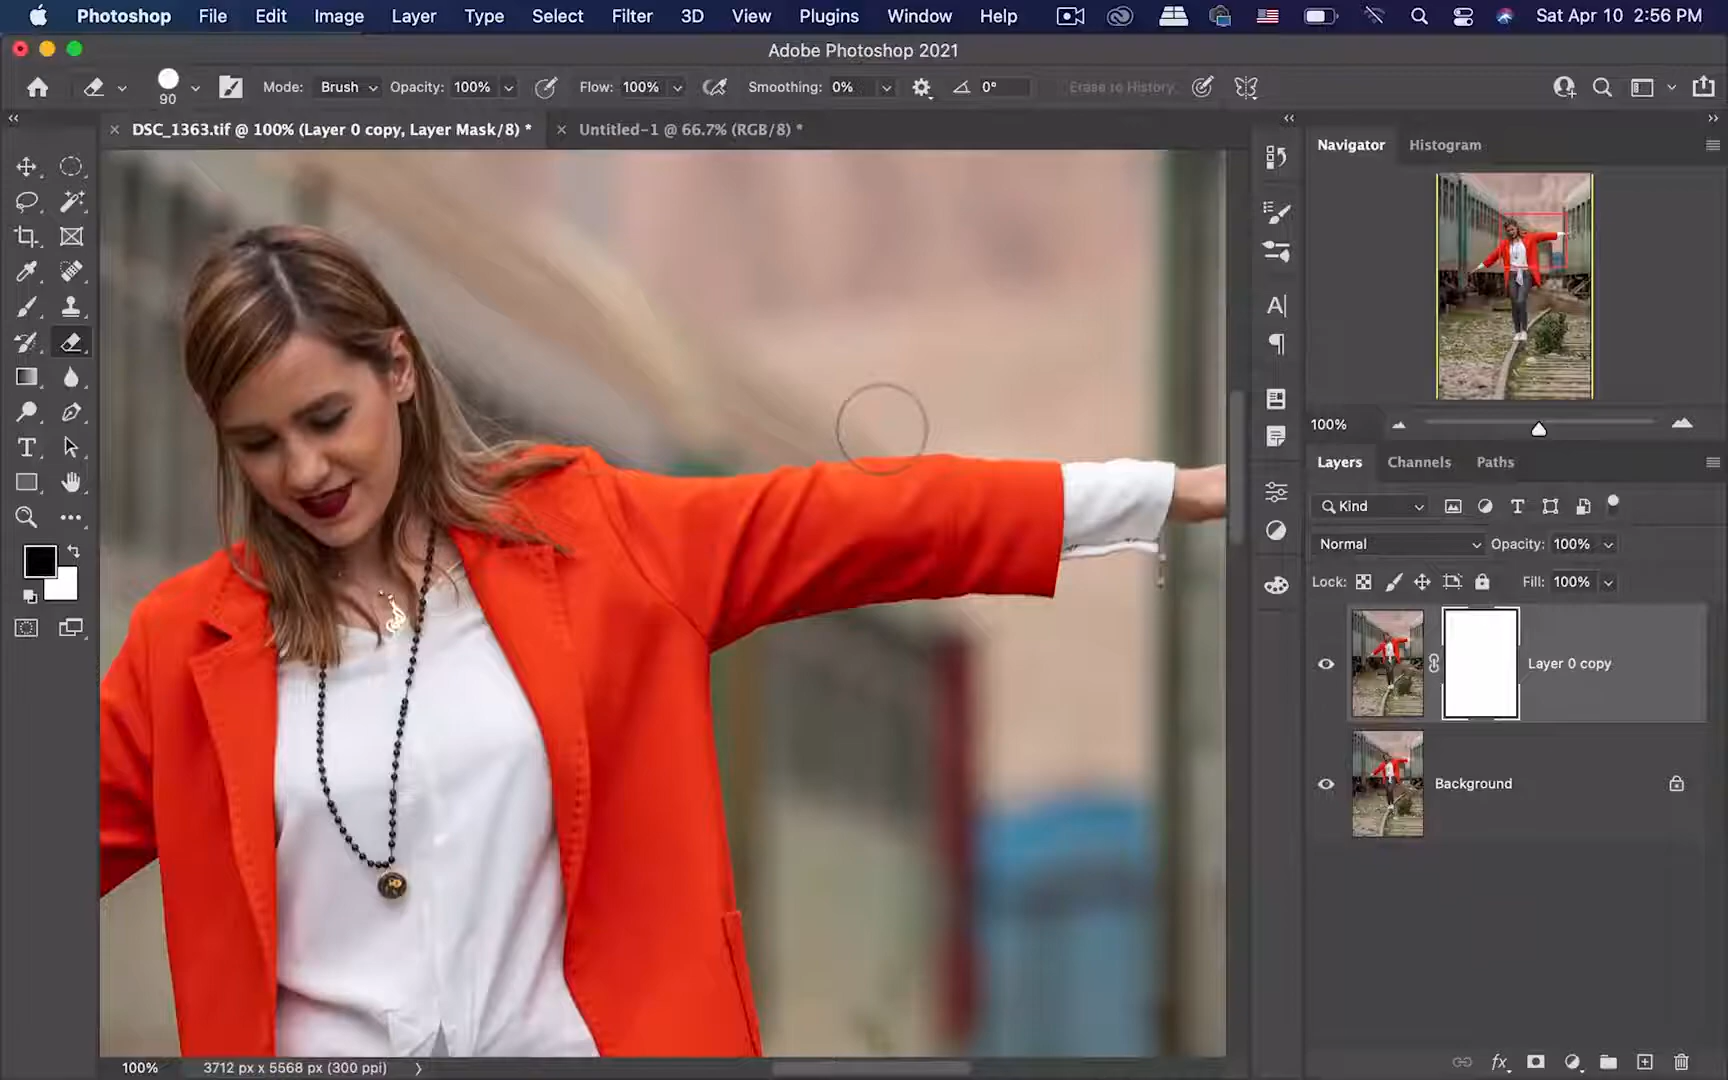 Photoshop File Edit Image Layer Type Select Filter 3D View Plugins Window Help Sat Apr 10 2:56 PM
Adobe Photoshop 2021
90 Mode: Brush Opacity: 100% Flow: 100% Smoothing: 0% 0° Erase to History
DSC_1363.tif @ 100% (Layer 0 copy, Layer Mask/8) * Untitled-1 @ 66.7% (RGB/8) *
Navigator Histogram
100%
Layers Channels Paths
Kind
Normal Opacity: 100%
Lock: Fill: 100%
Layer 0 copy
Background
100% 3712 px x 5568 px (300 ppi)